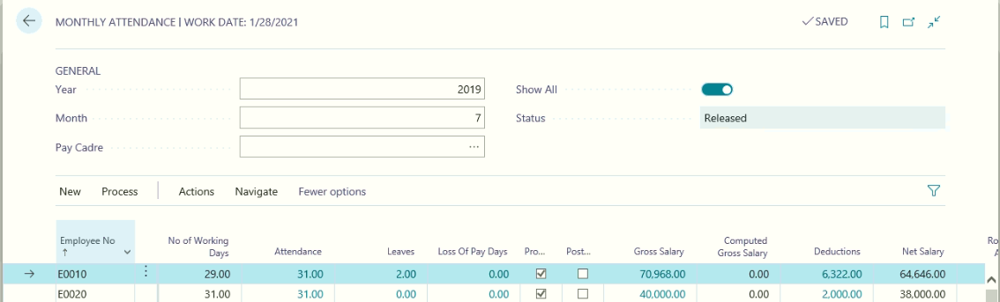 MONTHLY ATTENDANCE | WORK DATE: 1/28/2021
✓SAVED
GENERAL
Year 2019 Show All
Month 7 Status Released
Pay Cadre ...
New Process Actions Navigate Fewer options
Employee No ↑ No of Working Days Attendance Leaves Loss Of Pay Days Pro... Post... Gross Salary Computed Gross Salary Deductions Net Salary Ro A
E0010 29.00 31.00 2.00 0.00 70,968.00 0.00 6,322.00 64,646.00
E0020 31.00 31.00 0.00 0.00 40,000.00 0.00 2,000.00 38,000.00